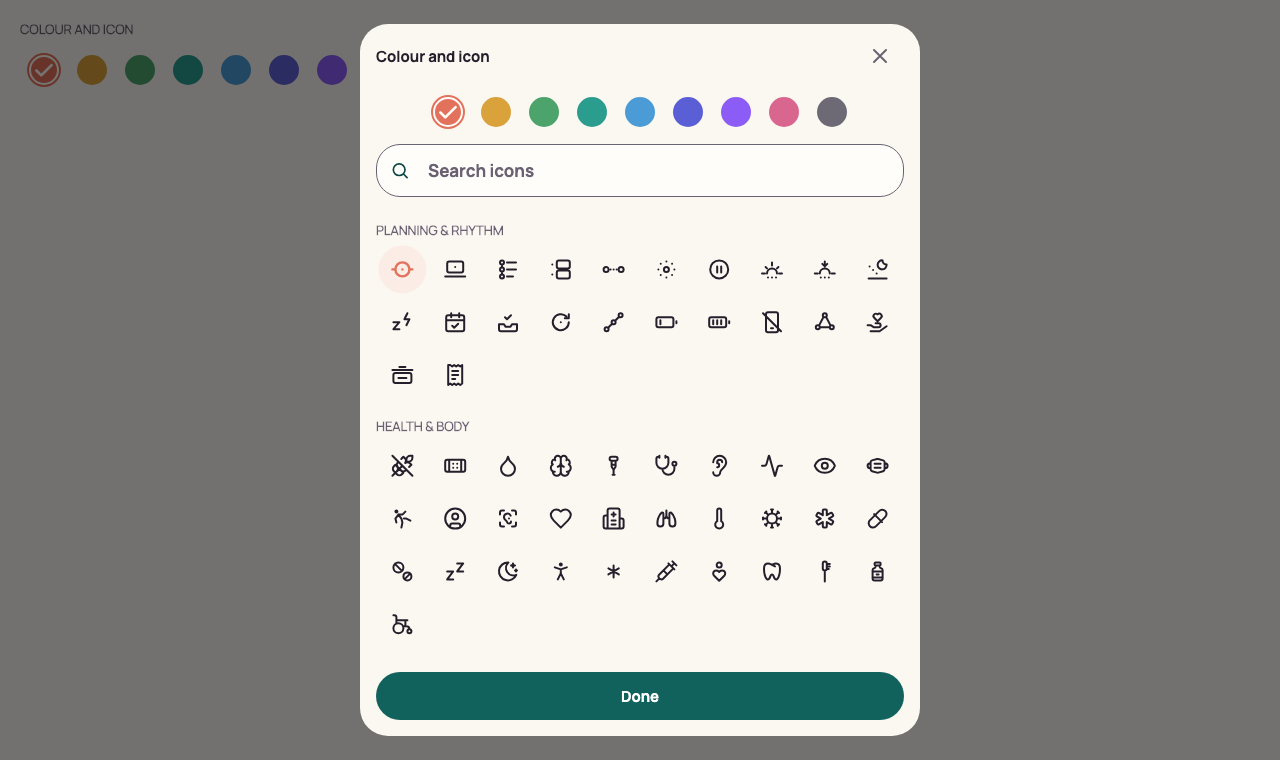 COLOUR AND ICON
Colour and icon
Search icons
PLANNING & RHYTHM
HEALTH & BODY
Done